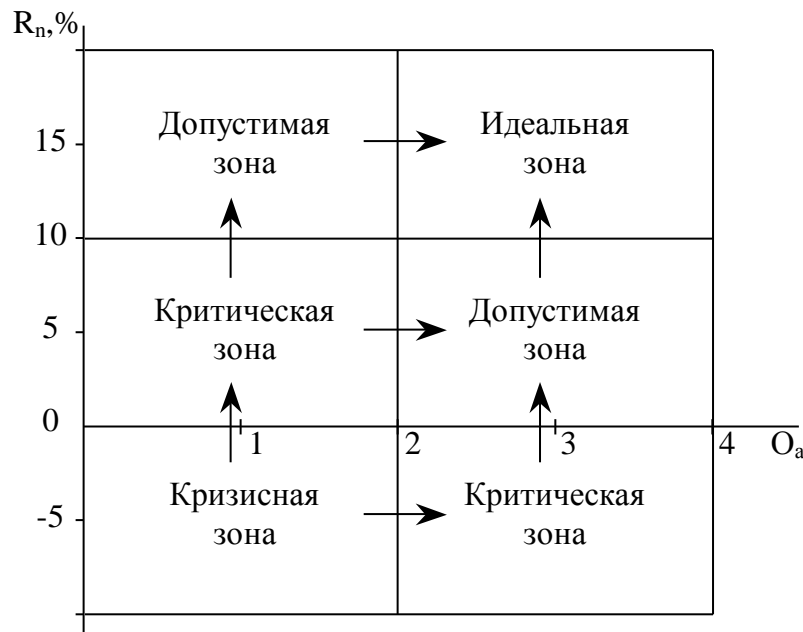 Rп,%
Допустимая
зона
Идеальная
зона
15
10
Критическая
зона
Допустимая
зона
5
0
1
2
3
4
Oa
Кризисная
зона
Критическая
зона
-5